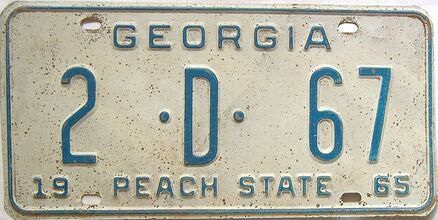 GEORGIA
2 · D · 67
19 PEACH STATE 65